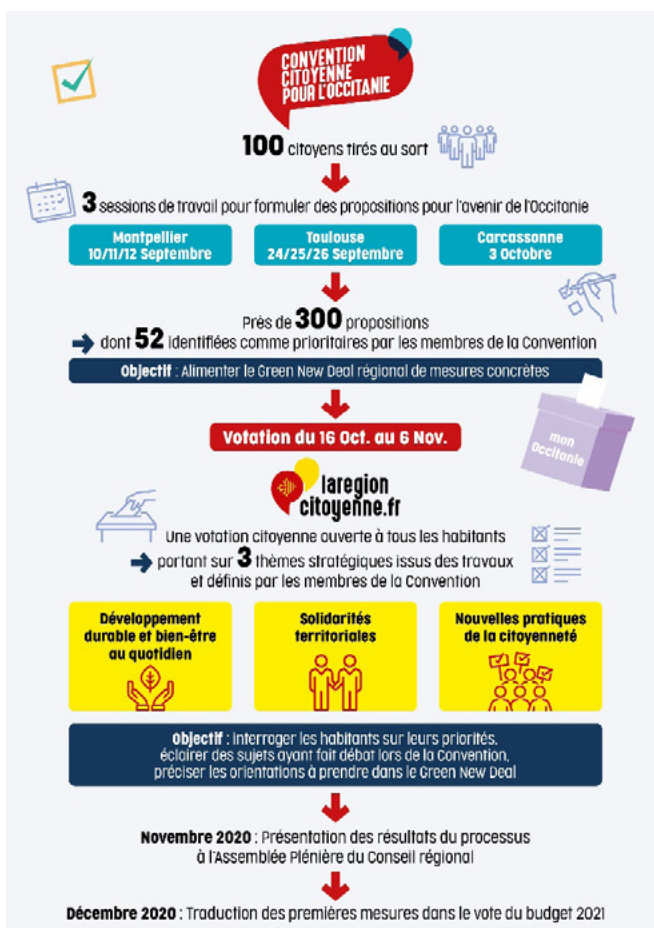 CONVENTION
CITOYENNE
POUR L'OCCITANIE
100 citoyens tirés au sort
3 sessions de travail pour formuler des propositions pour l'avenir de l'Occitanie
Montpellier
10/11/12 Septembre
Toulouse
24/25/26 Septembre
Carcassonne
3 Octobre
Près de 300 propositions
dont 52 identifiées comme prioritaires par les membres de la Convention
Objectif : Alimenter le Green New Deal régional de mesures concrètes
Votation du 16 Oct. au 6 Nov.
mon
Occitanie
laregion
citoyenne.fr
Une votation citoyenne ouverte à tous les habitants
portant sur 3 thèmes stratégiques issus des travaux
et définis par les membres de la Convention
Développement
durable et bien-être
au quotidien
Solidarités
territoriales
Nouvelles pratiques
de la citoyenneté
Objectif : Interroger les habitants sur leurs priorités,
éclairer des sujets ayant fait débat lors de la Convention,
préciser les orientations à prendre dans le Green New Deal
Novembre 2020 : Présentation des résultats du processus
à l'Assemblée Plénière du Conseil régional
Décembre 2020 : Traduction des premières mesures dans le vote du budget 2021